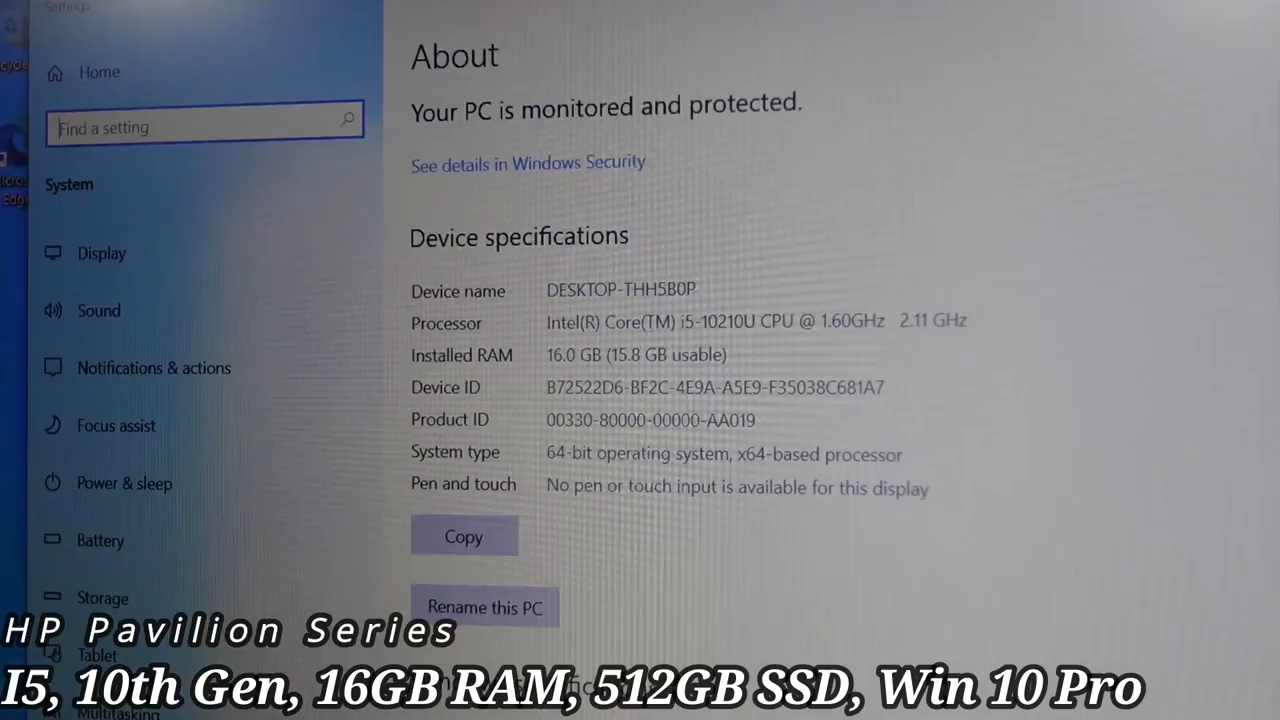 Settings
Home
Find a setting
System
Display
Sound
Notifications & actions
Focus assist
Power & sleep
Battery
Storage
Tablet
Multitasking
About
Your PC is monitored and protected.
See details in Windows Security
Device specifications
Device name DESKTOP-THH5B0P
Processor Intel(R) Core(TM) i5-10210U CPU @ 1.60GHz 2.11 GHz
Installed RAM 16.0 GB (15.8 GB usable)
Device ID B72522D6-BF2C-4E9A-A5E9-F35038C681A7
Product ID 00330-80000-00000-AA019
System type 64-bit operating system, x64-based processor
Pen and touch No pen or touch input is available for this display
Copy
Rename this PC
HP Pavilion Series
I5, 10th Gen, 16GB RAM, 512GB SSD, Win 10 Pro